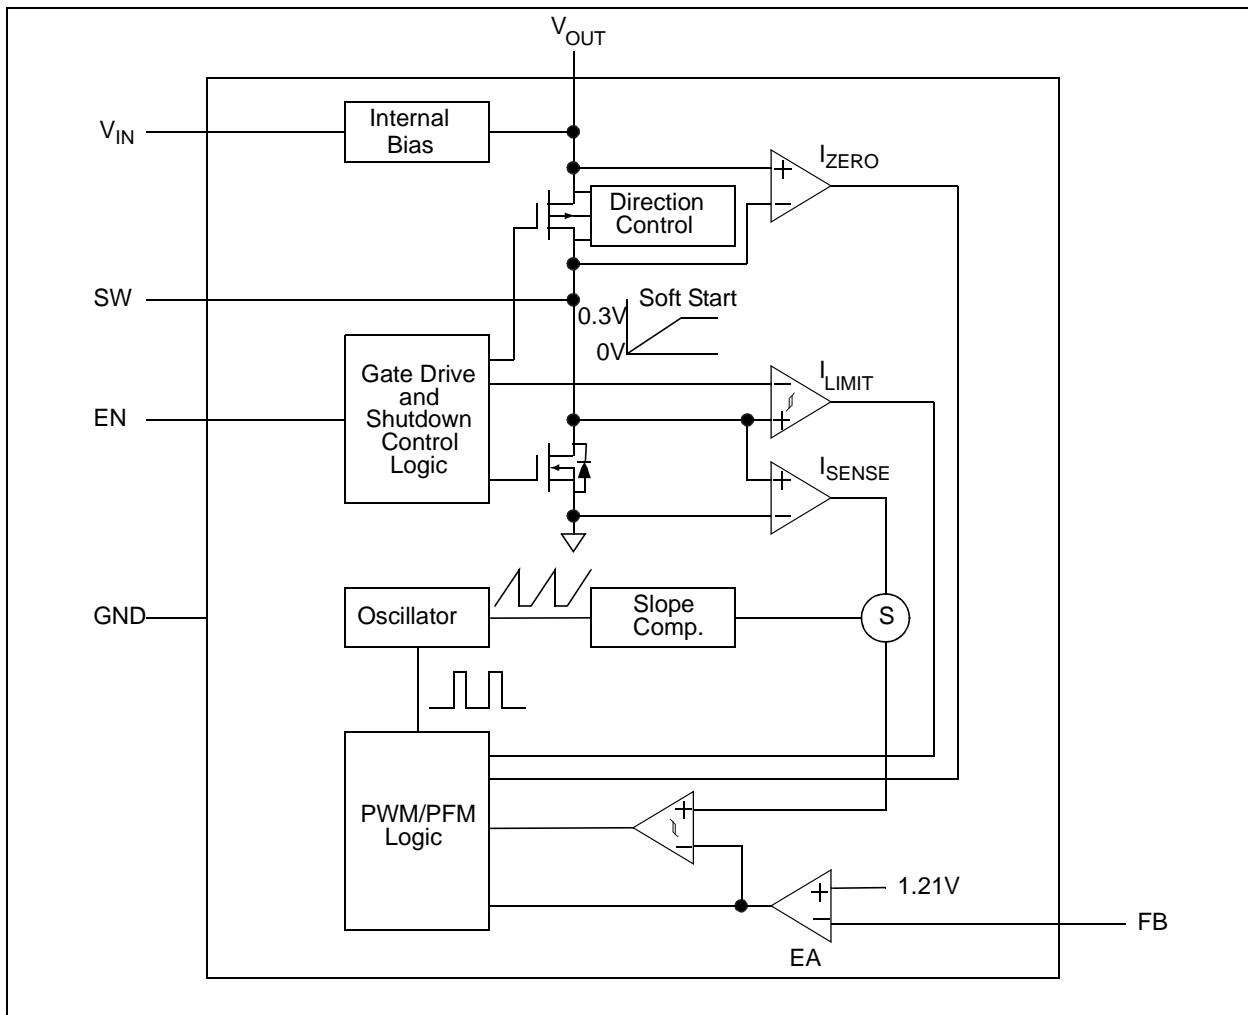 VOUT
VIN
Internal
Bias
IZERO
Direction
Control
SW
Soft Start
0.3V
0V
Gate Drive
and
Shutdown
Control
Logic
ILIMIT
EN
ISENSE
GND
Oscillator
Slope
Comp.
S
PWM/PFM
Logic
1.21V
FB
EA